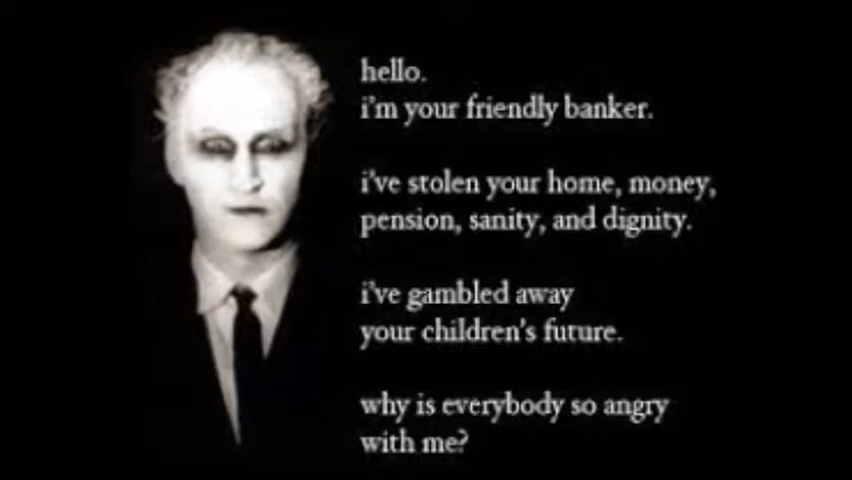 hello.
i'm your friendly banker.
i've stolen your home, money,
pension, sanity, and dignity.
i've gambled away
your children's future.
why is everybody so angry
with me?